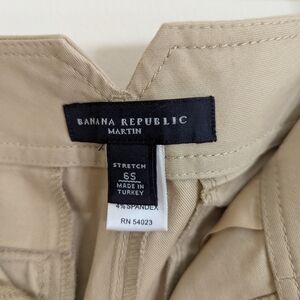 BANANA REPUBLIC
MARTIN
STRETCH
6S
MADE IN
TURKEY
4% SPANDEX
RN 54023